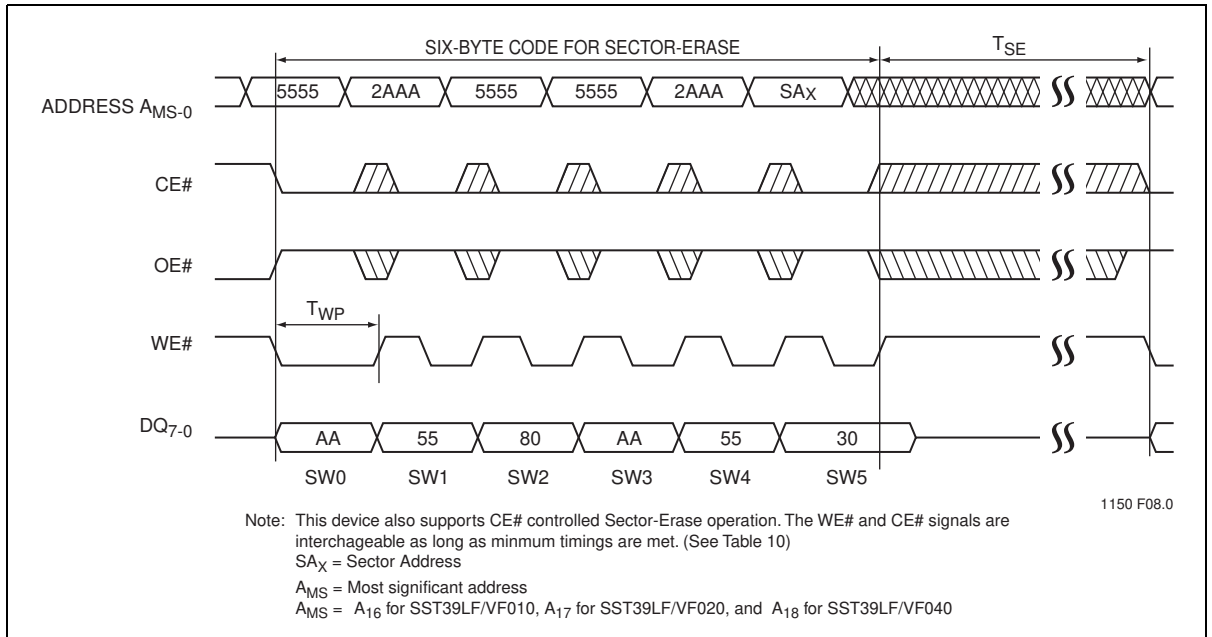 SIX-BYTE CODE FOR SECTOR-ERASE TSE
ADDRESS AMS-0 5555 2AAA 5555 5555 2AAA SAX
CE#
OE#
TWP
WE#
DQ7-0 AA 55 80 AA 55 30
SW0 SW1 SW2 SW3 SW4 SW5
1150 F08.0
Note: This device also supports CE# controlled Sector-Erase operation. The WE# and CE# signals are
interchageable as long as minmum timings are met. (See Table 10)
SAX = Sector Address
AMS = Most significant address
AMS = A16 for SST39LF/VF010, A17 for SST39LF/VF020, and A18 for SST39LF/VF040